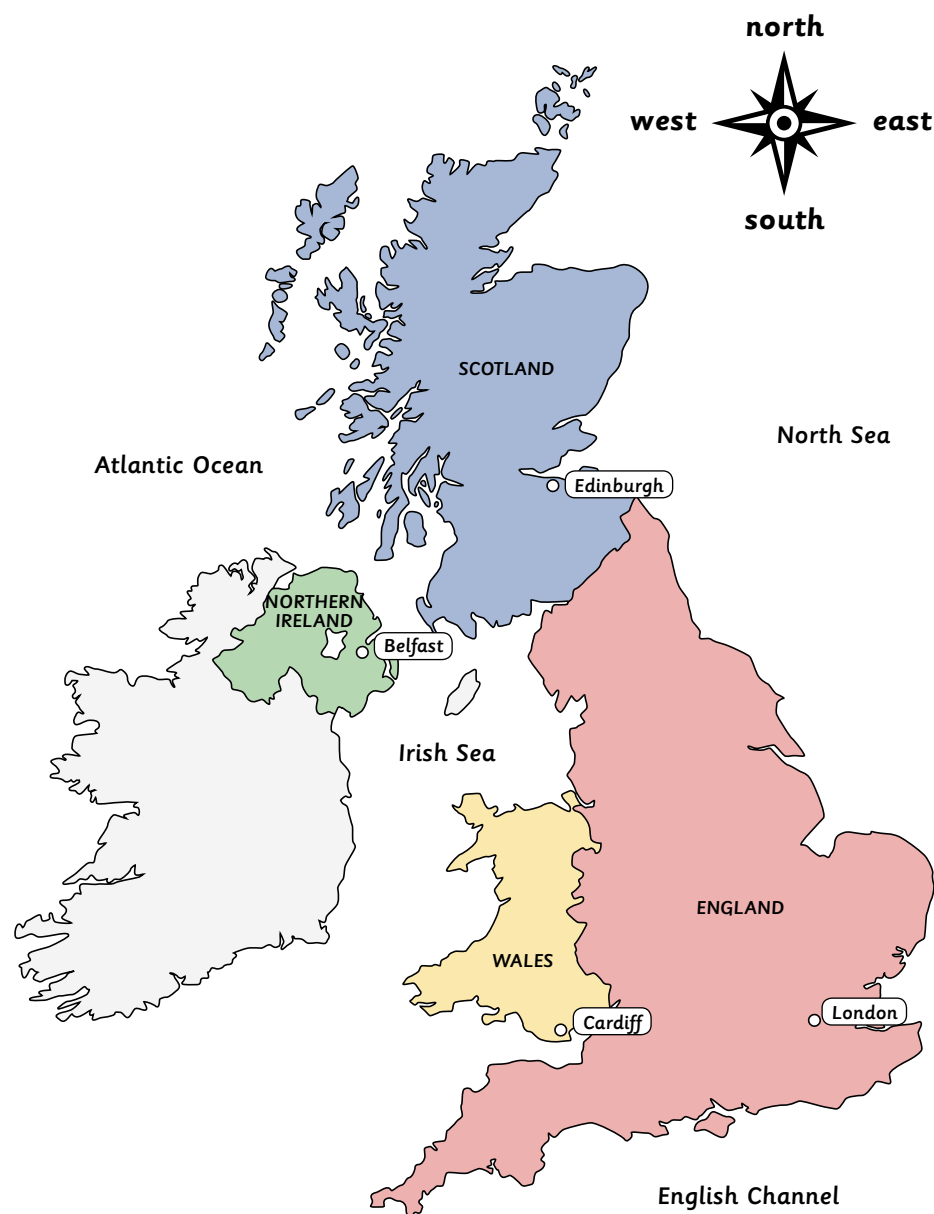 north
west
east
south
SCOTLAND
North Sea
Atlantic Ocean
Edinburgh
NORTHERN
IRELAND
Belfast
Irish Sea
ENGLAND
WALES
London
Cardiff
English Channel